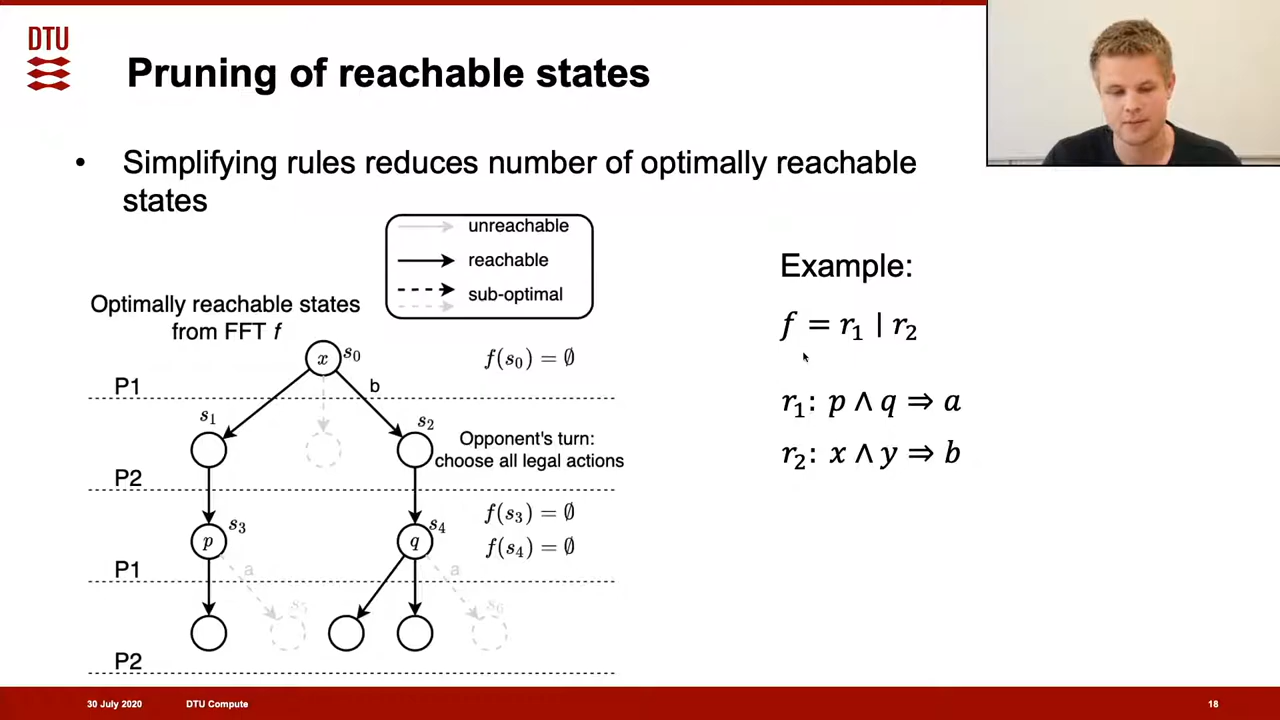 DTU
Pruning of reachable states
• Simplifying rules reduces number of optimally reachable
states
unreachable
reachable
sub-optimal
Optimally reachable states
from FFT f
x s₀
f(s₀) = ∅
P1
b
s₁
s₂
Opponent's turn:
choose all legal actions
P2
s₃
p
s₄
q
f(s₃) = ∅
f(s₄) = ∅
P1
a
a
s₅
s₆
P2
Example:
f = r₁ | r₂
r₁: p ∧ q ⇒ a
r₂: x ∧ y ⇒ b
30 July 2020
DTU Compute
18